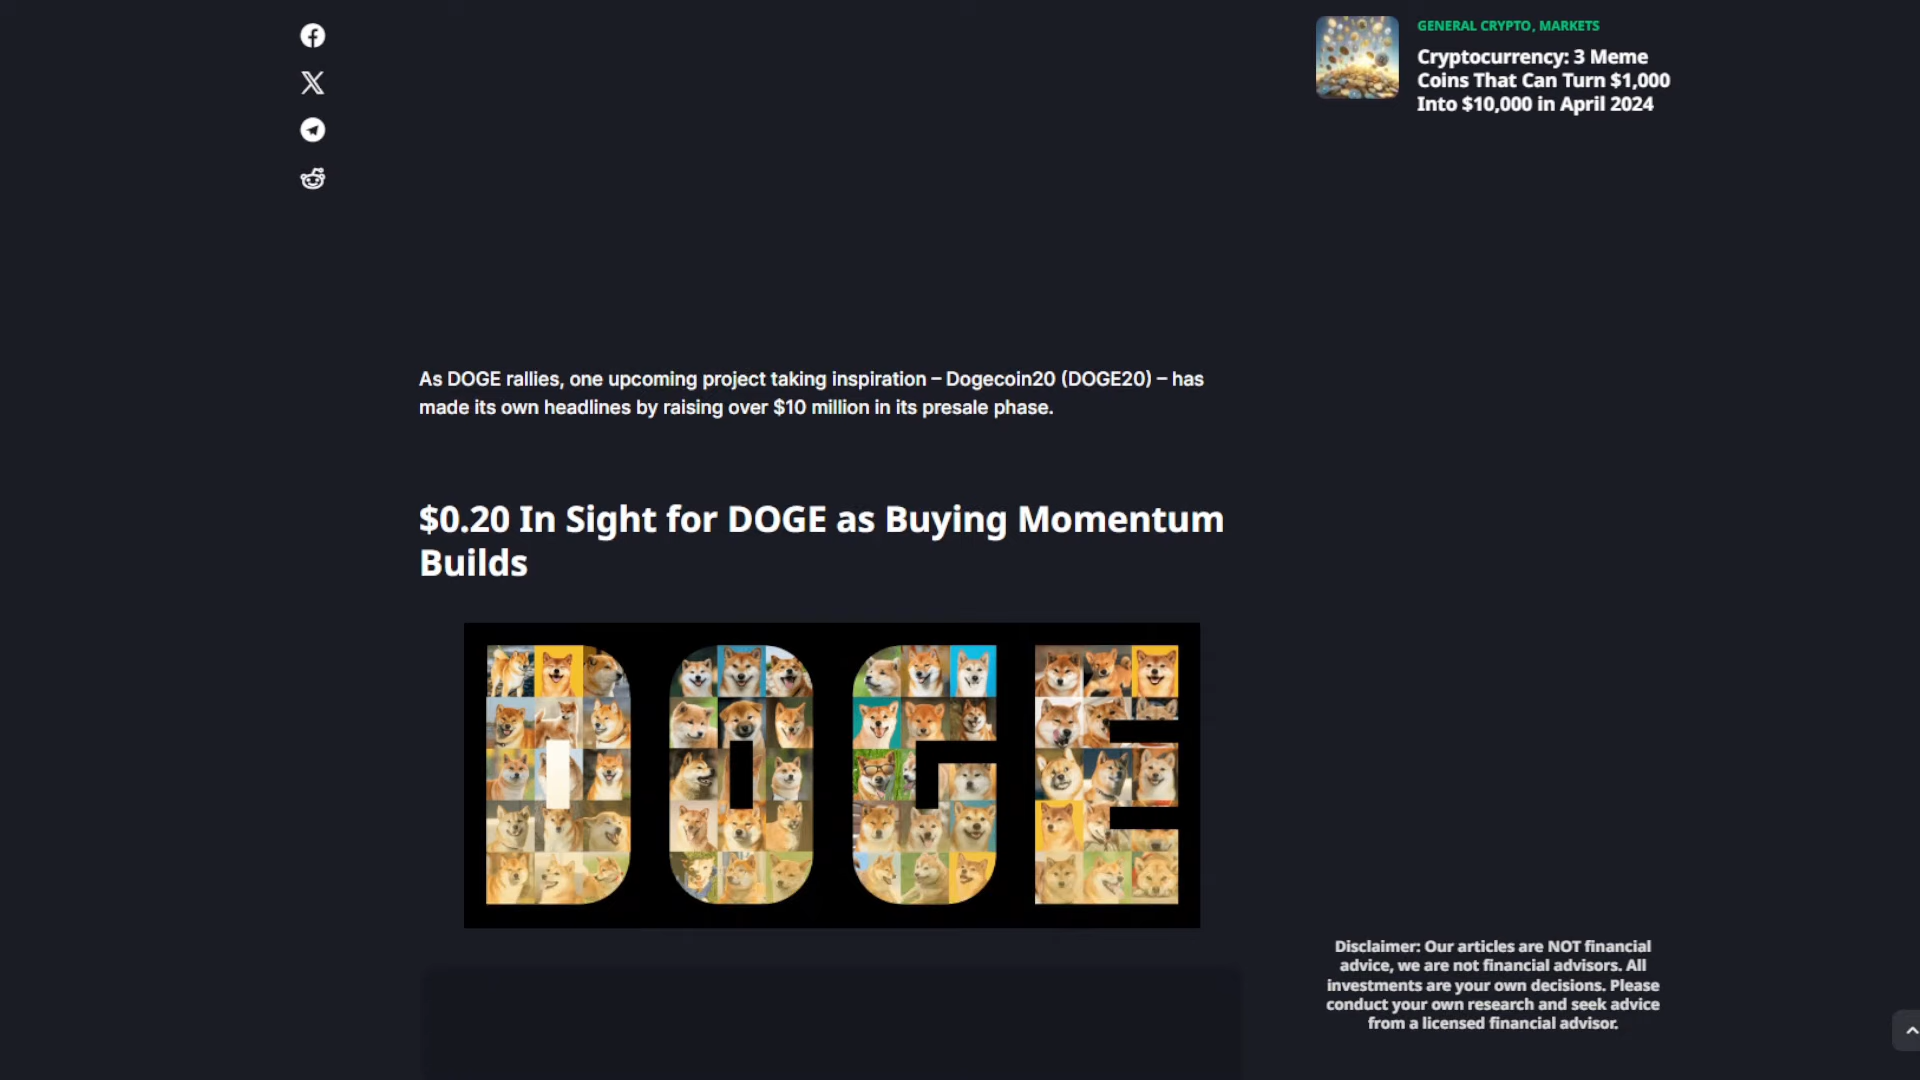 GENERAL CRYPTO, MARKETS
Cryptocurrency: 3 Meme
Coins That Can Turn $1,000
Into $10,000 in April 2024
As DOGE rallies, one upcoming project taking inspiration – Dogecoin20 (DOGE20) – has
made its own headlines by raising over $10 million in its presale phase.
$0.20 In Sight for DOGE as Buying Momentum
Builds
DOGE
Disclaimer: Our articles are NOT financial
advice, we are not financial advisors. All
investments are your own decisions. Please
conduct your own research and seek advice
from a licensed financial advisor.